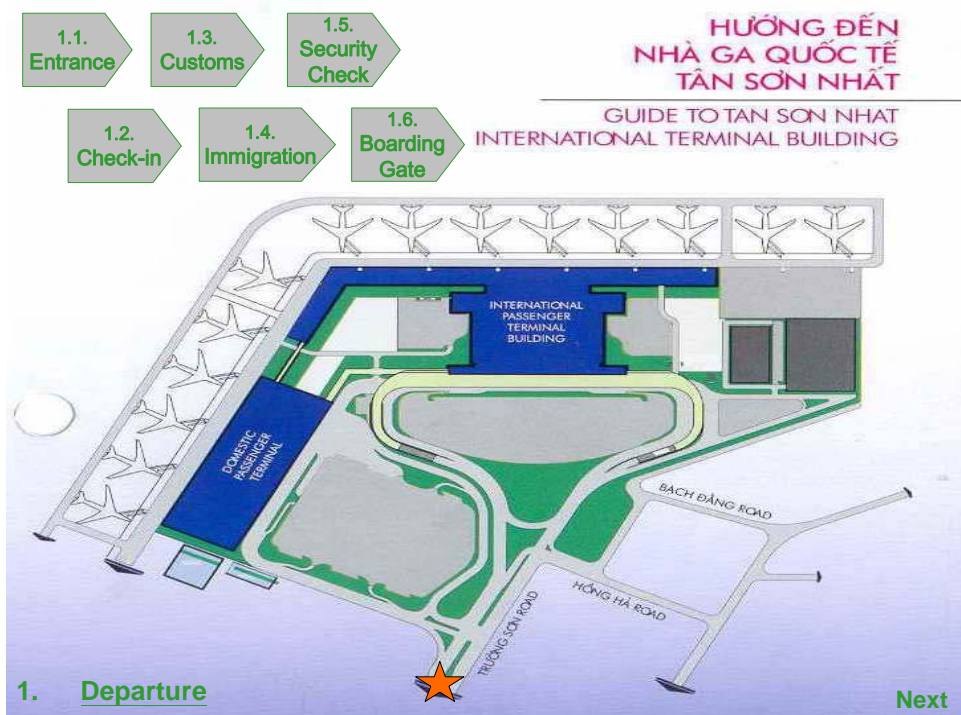 1.1.
Entrance
1.3.
Customs
1.5.
Security
Check
1.2.
Check-in
1.4.
Immigration
1.6.
Boarding
Gate
HƯỚNG ĐẾN
NHÀ GA QUỐC TẾ
TÂN SƠN NHẤT
GUIDE TO TAN SON NHAT
INTERNATIONAL TERMINAL BUILDING
INTERNATIONAL
PASSENGER
TERMINAL
BUILDING
DOMESTIC
PASSENGER
TERMINAL
BẠCH ĐẰNG ROAD
HỒNG HÀ ROAD
TRƯỜNG SƠN ROAD
1. Departure
Next